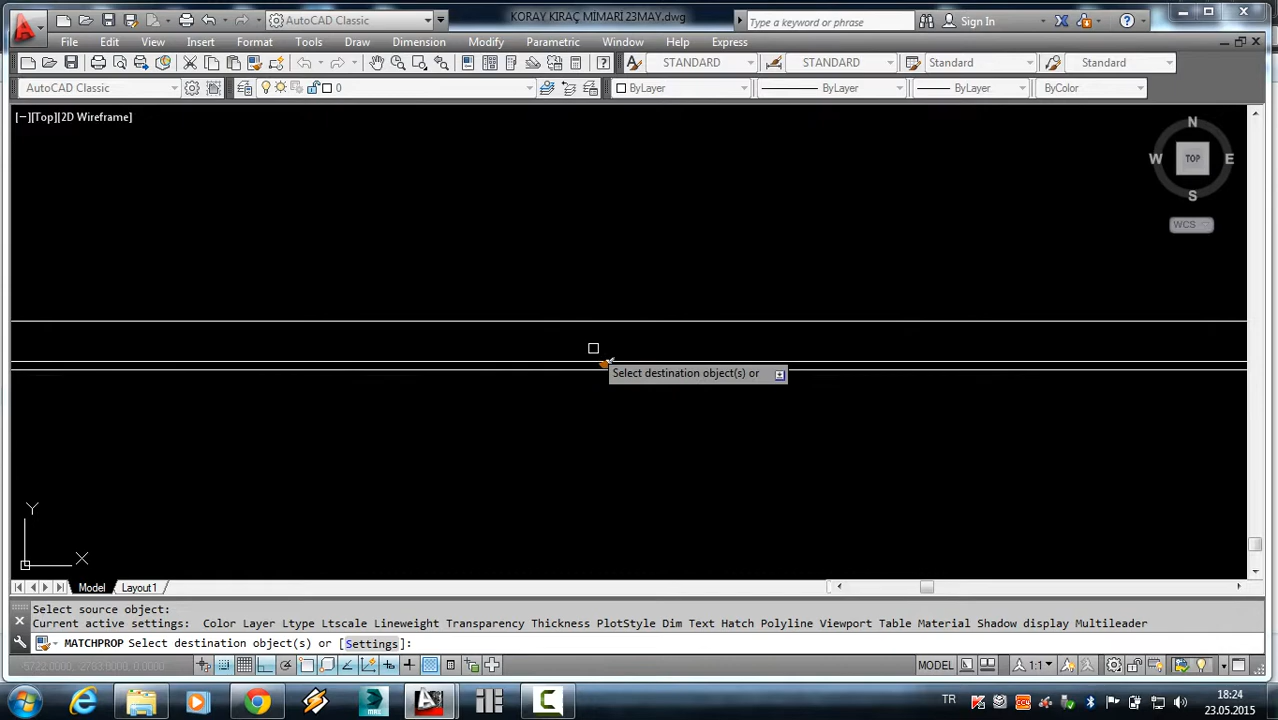 AutoCAD Classic
KORAY KIRAÇ MİMARİ 23MAY.dwg
Type a keyword or phrase
Sign In
File Edit View Insert Format Tools Draw Dimension Modify Parametric Window Help Express
STANDARD STANDARD Standard Standard
AutoCAD Classic 0 ByLayer ByLayer ByLayer ByColor
[−][Top][2D Wireframe]
N
W TOP E
S
WCS
Select destination object(s) or
Y
X
Model Layout1
Select source object:
Current active settings: Color Layer Ltype Ltscale Lineweight Transparency Thickness PlotStyle Dim Text Hatch Polyline Viewport Table Material Shadow display Multileader
MATCHPROP Select destination object(s) or [Settings]:
MODEL 1:1
TR 18:24
23.05.2015